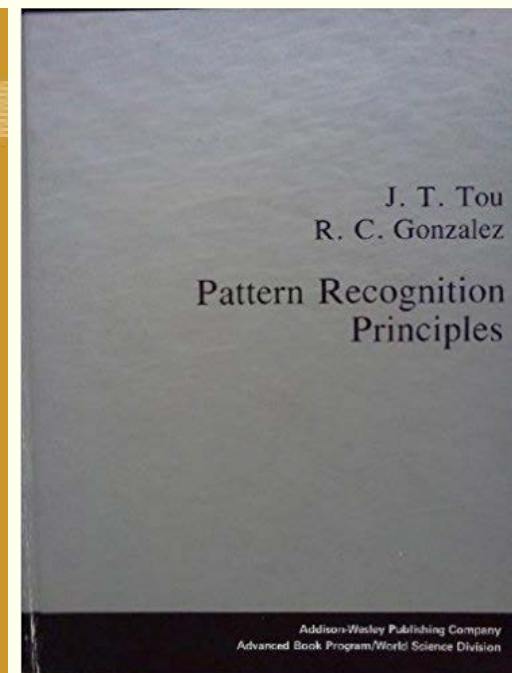 J. T. Tou
R. C. Gonzalez
Pattern Recognition
Principles
Addison-Wesley Publishing Company
Advanced Book Program/World Science Division